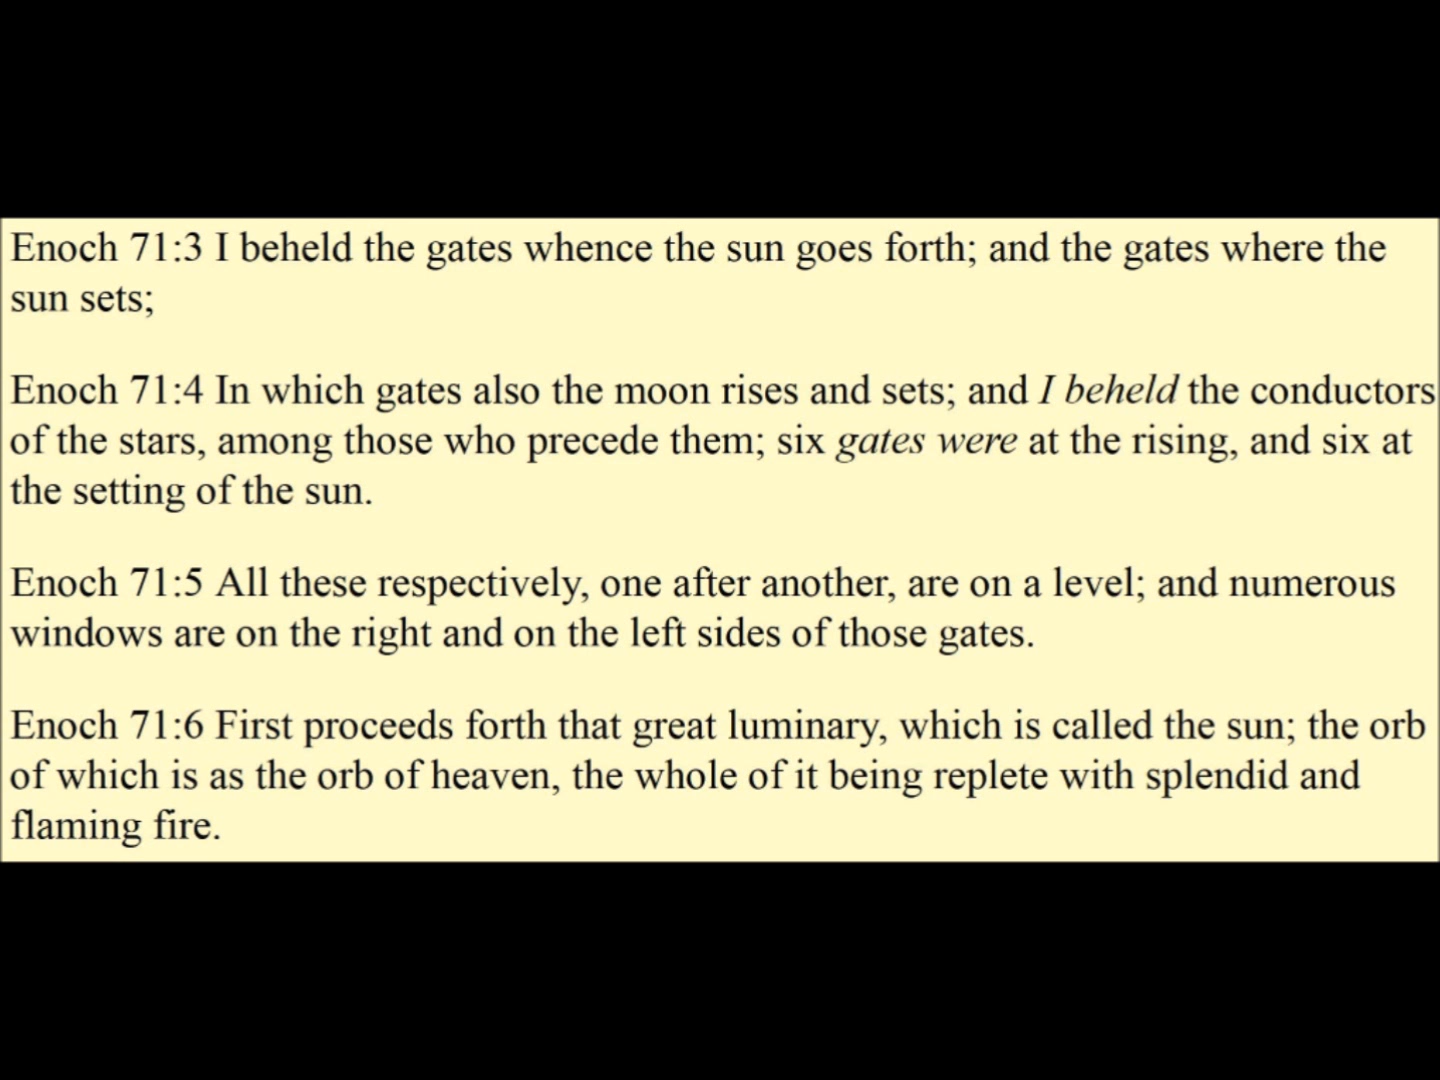 Enoch 71:3 I beheld the gates whence the sun goes forth; and the gates where the
sun sets;
Enoch 71:4 In which gates also the moon rises and sets; and I beheld the conductors
of the stars, among those who precede them; six gates were at the rising, and six at
the setting of the sun.
Enoch 71:5 All these respectively, one after another, are on a level; and numerous
windows are on the right and on the left sides of those gates.
Enoch 71:6 First proceeds forth that great luminary, which is called the sun; the orb
of which is as the orb of heaven, the whole of it being replete with splendid and
flaming fire.